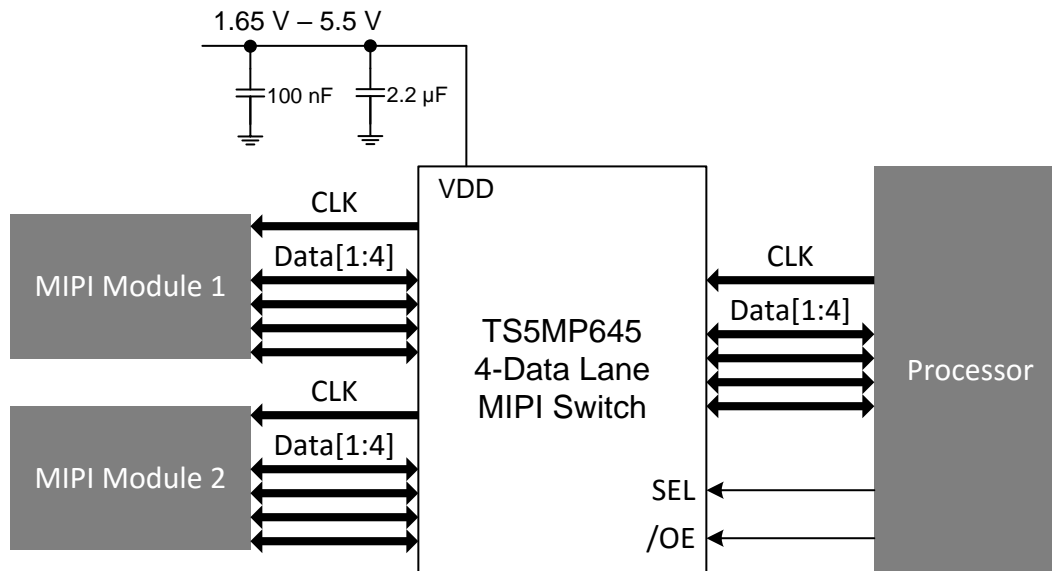 1.65 V – 5.5 V
100 nF
2.2 µF
VDD
CLK
Data[1:4]
MIPI Module 1
CLK
Data[1:4]
MIPI Module 2
TS5MP645
4-Data Lane
MIPI Switch
CLK
Data[1:4]
Processor
SEL
/OE